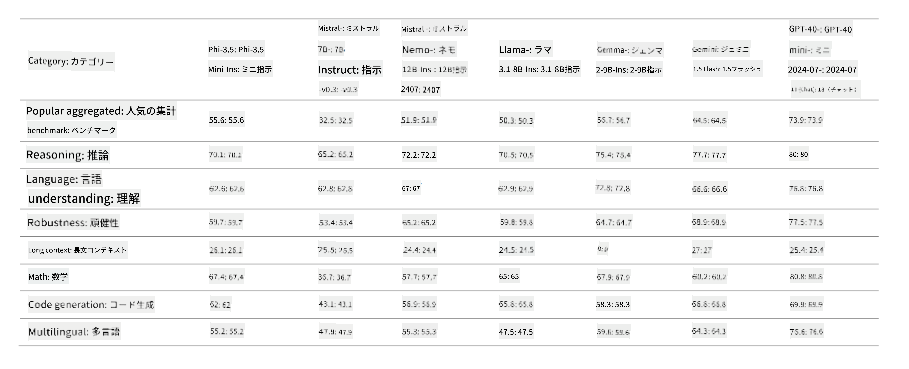 Mistral-: ミストラル
Mistral-: ミストラル
GPT-40-: GPT-40
Category: カテゴリー
Phi-3.5: Phi-3.5
7B-: 7B-
Nemo-: ネモ
Llama-: ラマ
Gemma-: ジェンマ
Gemini: ジェミニ
mini-: ミニ
Mini-Ins: ミニ指示
Instruct: 指示
12B-Ins: 12B指示
3.1-8B-Ins: 3.1-8B指示
2-9B-Ins: 2-9B指示
1.5 Flash: 1.5フラッシュ
2024-07-: 2024-07
v0.3: v0.3
2407: 2407
Popular aggregated: 人気の集計
benchmark: ベンチマーク
55.6: 55.6
32.5: 32.5
51.9: 51.9
50.3: 50.3
56.7: 56.7
64.5: 64.5
73.9: 73.9
Reasoning: 推論
70.1: 70.1
65.2: 65.2
72.2: 72.2
70.5: 70.5
75.4: 75.4
77.7: 77.7
80: 80
Language: 言語
understanding: 理解
62.6: 62.6
62.8: 62.8
67: 67
62.9: 62.9
72.8: 72.8
66.6: 66.6
76.8: 76.8
Robustness: 頑健性
59.7: 59.7
53.4: 53.4
65.2: 65.2
59.8: 59.8
64.7: 64.7
68.9: 68.9
77.5: 77.5
Long context: 長文コンテキスト
26.1: 26.1
25.5: 25.5
24.4: 24.4
24.5: 24.5
27: 27
25.4: 25.4
Math: 数学
67.4: 67.4
36.7: 36.7
57.7: 57.7
65: 65
67.9: 67.9
60.2: 60.2
80.8: 80.8
Code generation: コード生成
62: 62
43.1: 43.1
56.9: 56.9
65.8: 65.8
58.3: 58.3
66.8: 66.8
69.9: 69.9
Multilingual: 多言語
55.2: 55.2
47.9: 47.9
55.3: 55.3
47.5: 47.5
59.6: 59.6
64.3: 64.3
76.6: 76.6